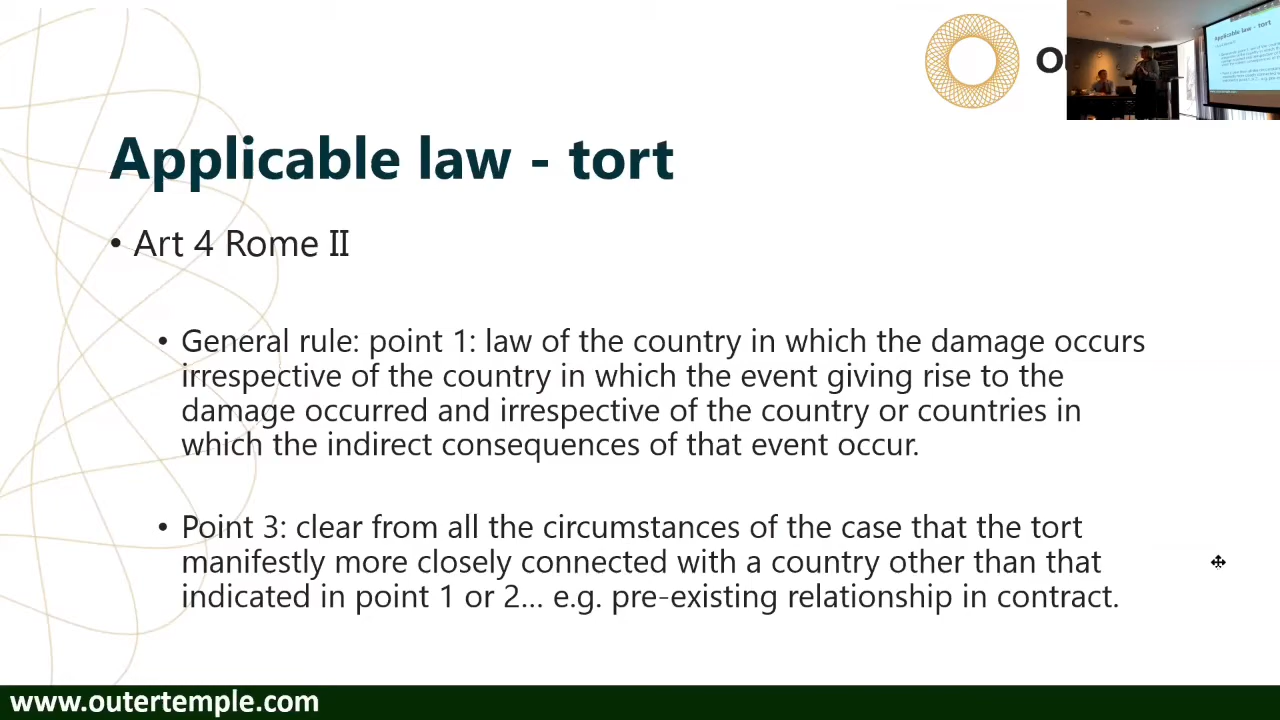 Applicable law - tort
• Art 4 Rome II
• General rule: point 1: law of the country in which the damage occurs
irrespective of the country in which the event giving rise to the
damage occurred and irrespective of the country or countries in
which the indirect consequences of that event occur.
• Point 3: clear from all the circumstances of the case that the tort
manifestly more closely connected with a country other than that
indicated in point 1 or 2... e.g. pre-existing relationship in contract.
www.outertemple.com
Applicable law - tort